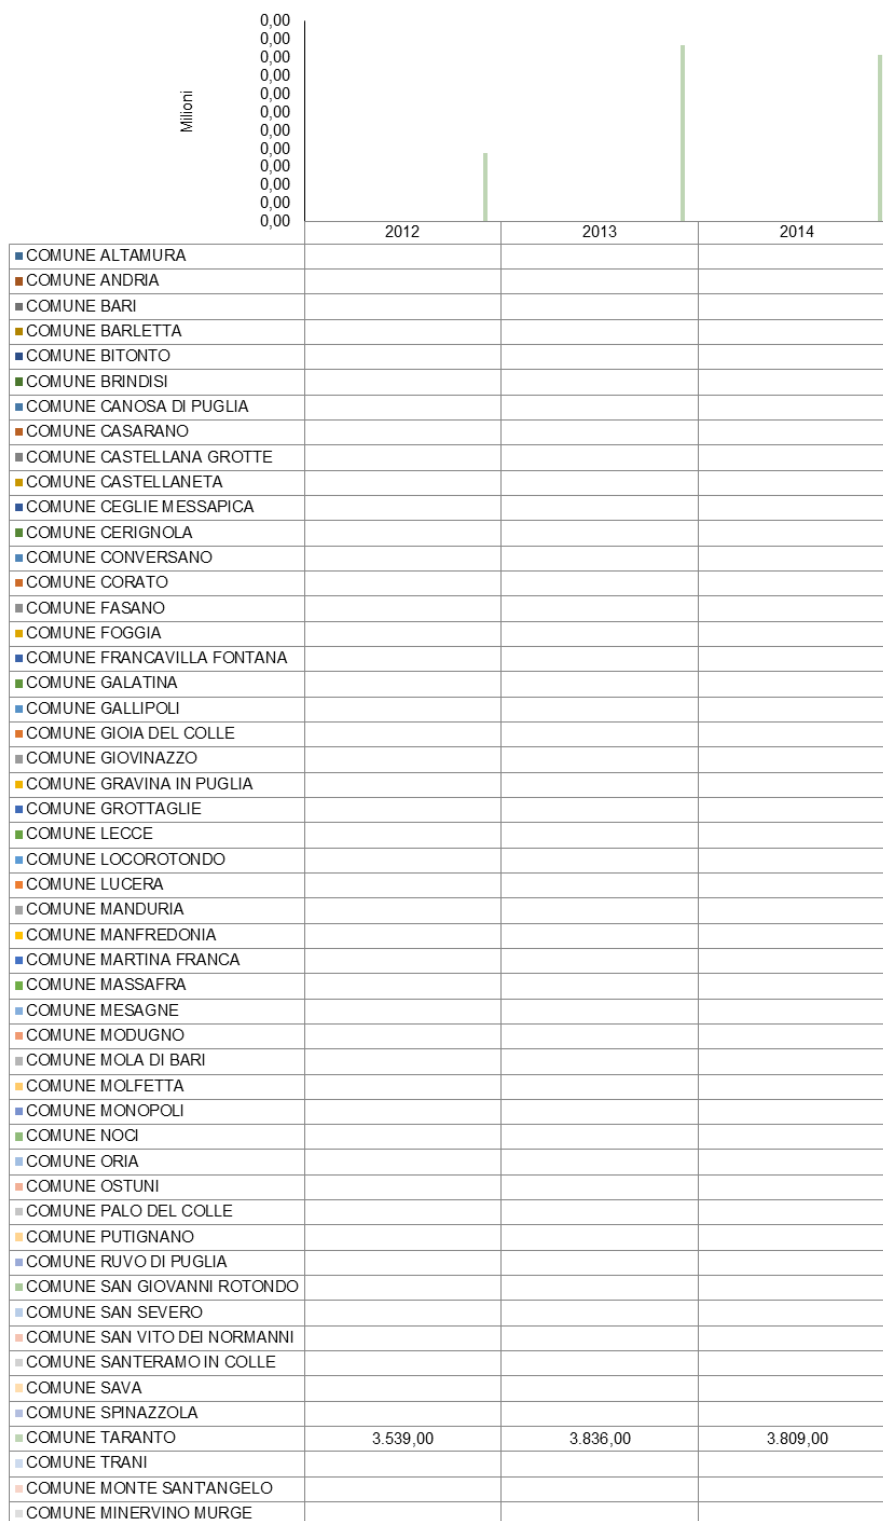 0,00
0,00
0,00
0,00
0,00
0,00
0,00
0,00
0,00
0,00
0,00
0,00
Milioni
2012 2013 2014
COMUNE ALTAMURA
COMUNE ANDRIA
COMUNE BARI
COMUNE BARLETTA
COMUNE BITONTO
COMUNE BRINDISI
COMUNE CANOSA DI PUGLIA
COMUNE CASARANO
COMUNE CASTELLANA GROTTE
COMUNE CASTELLANETA
COMUNE CEGLIE MESSAPICA
COMUNE CERIGNOLA
COMUNE CONVERSANO
COMUNE CORATO
COMUNE FASANO
COMUNE FOGGIA
COMUNE FRANCAVILLA FONTANA
COMUNE GALATINA
COMUNE GALLIPOLI
COMUNE GIOIA DEL COLLE
COMUNE GIOVINAZZO
COMUNE GRAVINA IN PUGLIA
COMUNE GROTTAGLIE
COMUNE LECCE
COMUNE LOCOROTONDO
COMUNE LUCERA
COMUNE MANDURIA
COMUNE MANFREDONIA
COMUNE MARTINA FRANCA
COMUNE MASSAFRA
COMUNE MESAGNE
COMUNE MODUGNO
COMUNE MOLA DI BARI
COMUNE MOLFETTA
COMUNE MONOPOLI
COMUNE NOCI
COMUNE ORIA
COMUNE OSTUNI
COMUNE PALO DEL COLLE
COMUNE PUTIGNANO
COMUNE RUVO DI PUGLIA
COMUNE SAN GIOVANNI ROTONDO
COMUNE SAN SEVERO
COMUNE SAN VITO DEI NORMANNI
COMUNE SANTERAMO IN COLLE
COMUNE SAVA
COMUNE SPINAZZOLA
COMUNE TARANTO 3.539,00 3.836,00 3.809,00
COMUNE TRANI
COMUNE MONTE SANT'ANGELO
COMUNE MINERVINO MURGE